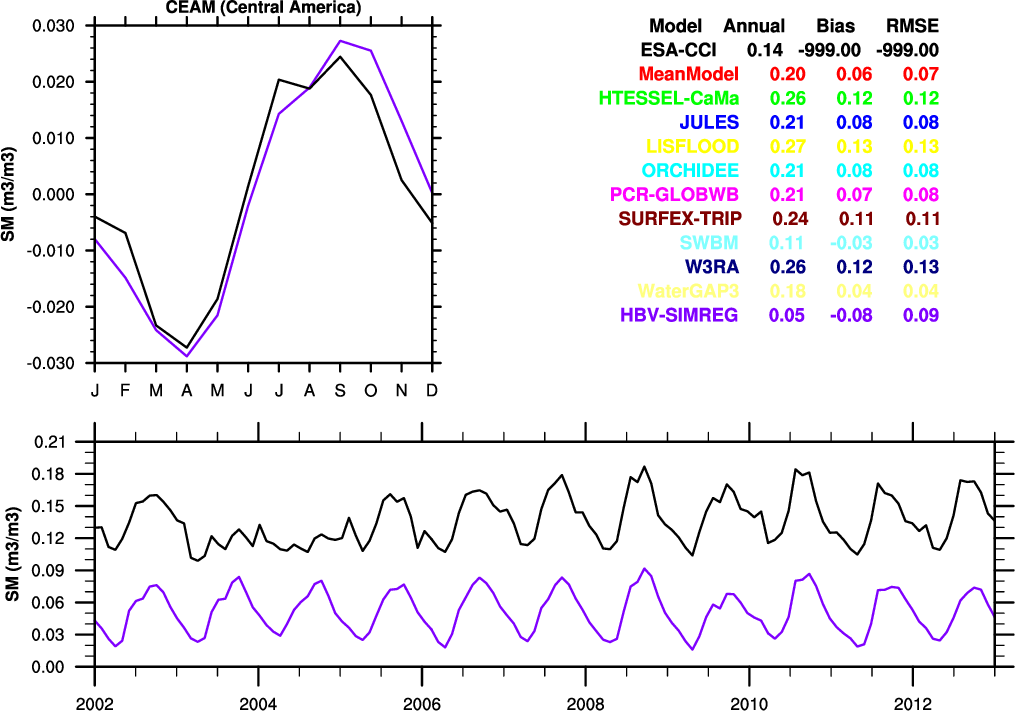 CEAM (Central America)
0.030
0.020
0.010
0.000
-0.010
-0.020
-0.030
SM (m3/m3)
J F M A M J J A S O N D
Model Annual Bias RMSE
ESA-CCI 0.14 -999.00 -999.00
MeanModel 0.20 0.06 0.07
HTESSEL-CaMa 0.26 0.12 0.12
JULES 0.21 0.08 0.08
LISFLOOD 0.27 0.13 0.13
ORCHIDEE 0.21 0.08 0.08
PCR-GLOBWB 0.21 0.07 0.08
SURFEX-TRIP 0.24 0.11 0.11
SWBM 0.11 -0.03 0.03
W3RA 0.26 0.12 0.13
WaterGAP3 0.18 0.04 0.04
HBV-SIMREG 0.05 -0.08 0.09
0.21
0.18
0.15
0.12
0.09
0.06
0.03
0.00
SM (m3/m3)
2002 2004 2006 2008 2010 2012